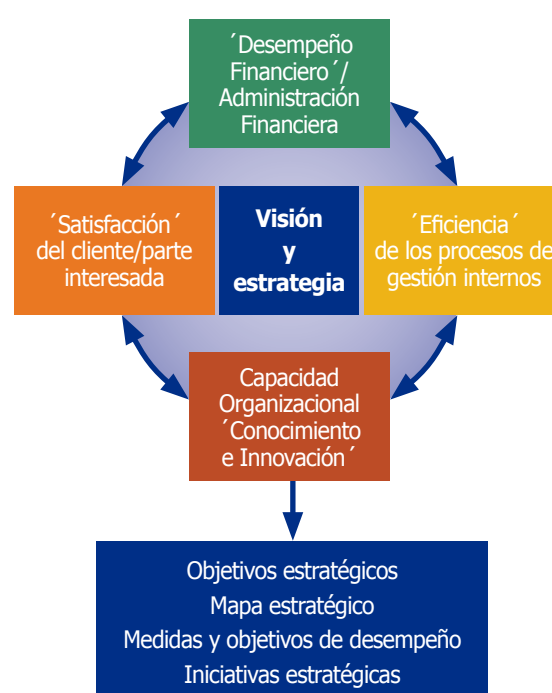 ´Desempeño
Financiero´/
Administración
Financiera
´Satisfacción´
del cliente/parte
interesada
Visión
y
estrategia
´Eficiencia´
de los procesos de
gestión internos
Capacidad
Organizacional
´Conocimiento
e Innovación´
Objetivos estratégicos
Mapa estratégico
Medidas y objetivos de desempeño
Iniciativas estratégicas